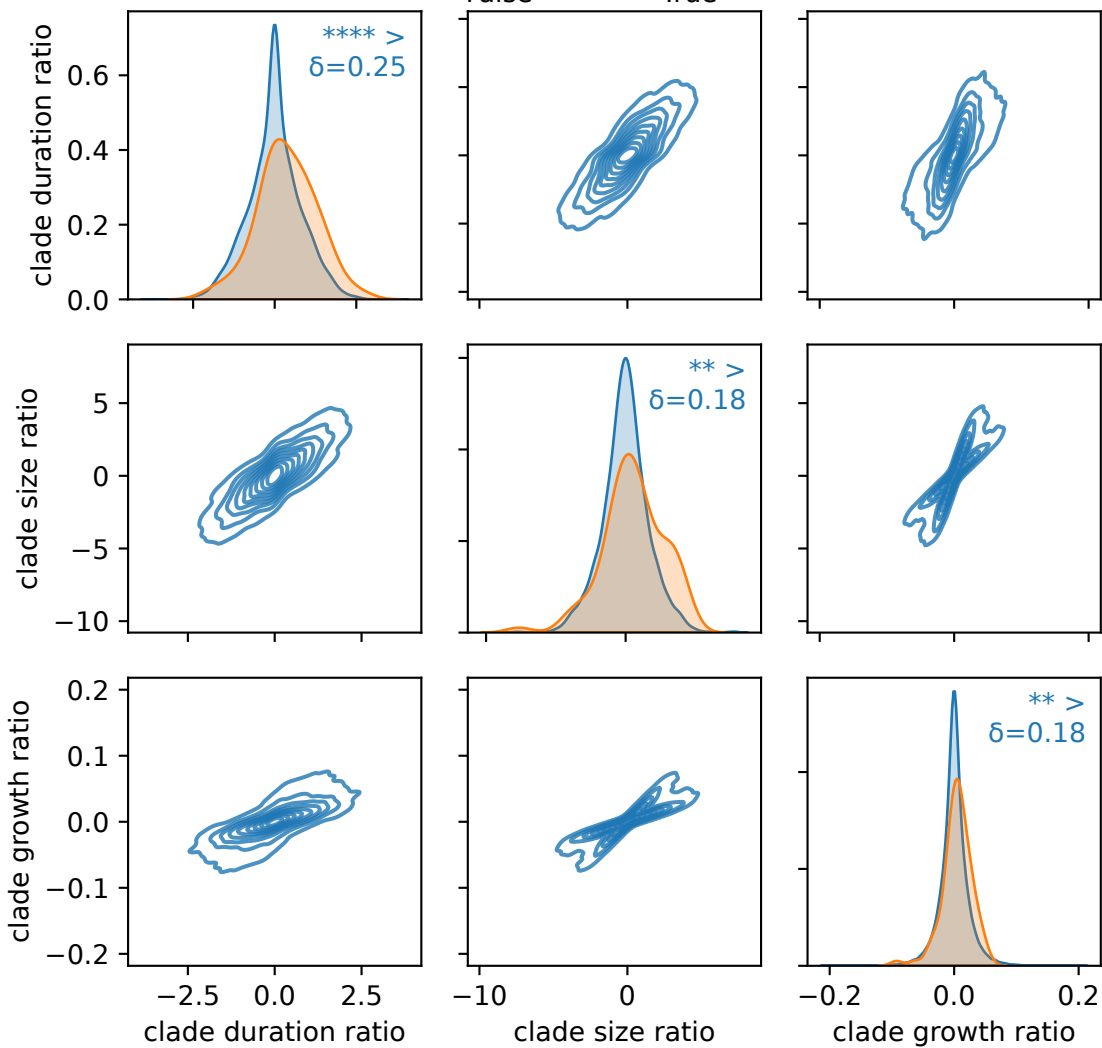 False True
clade duration ratio
0.6
0.4
0.2
0.0
**** >
δ=0.25
clade size ratio
5
0
−5
−10
** >
δ=0.18
clade growth ratio
0.2
0.1
0.0
−0.1
−0.2
** >
δ=0.18
−2.5 0.0 2.5
−10 0
−0.2 0.0 0.2
clade duration ratio
clade size ratio
clade growth ratio